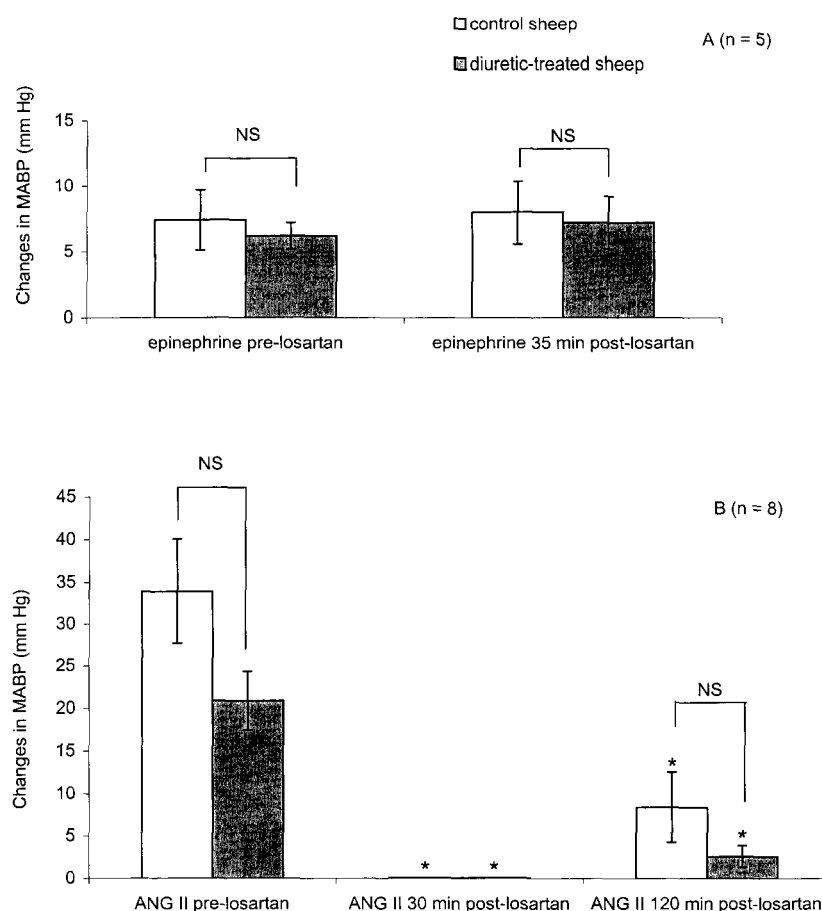 control sheep
A (n = 5)
diuretic-treated sheep
Changes in MABP (mm Hg)
15
10
5
0
NS
NS
epinephrine pre-losartan
epinephrine 35 min post-losartan
B (n = 8)
Changes in MABP (mm Hg)
45
40
35
30
25
20
15
10
5
0
NS
NS
*
*
*
*
ANG II pre-losartan
ANG II 30 min post-losartan
ANG II 120 min post-losartan